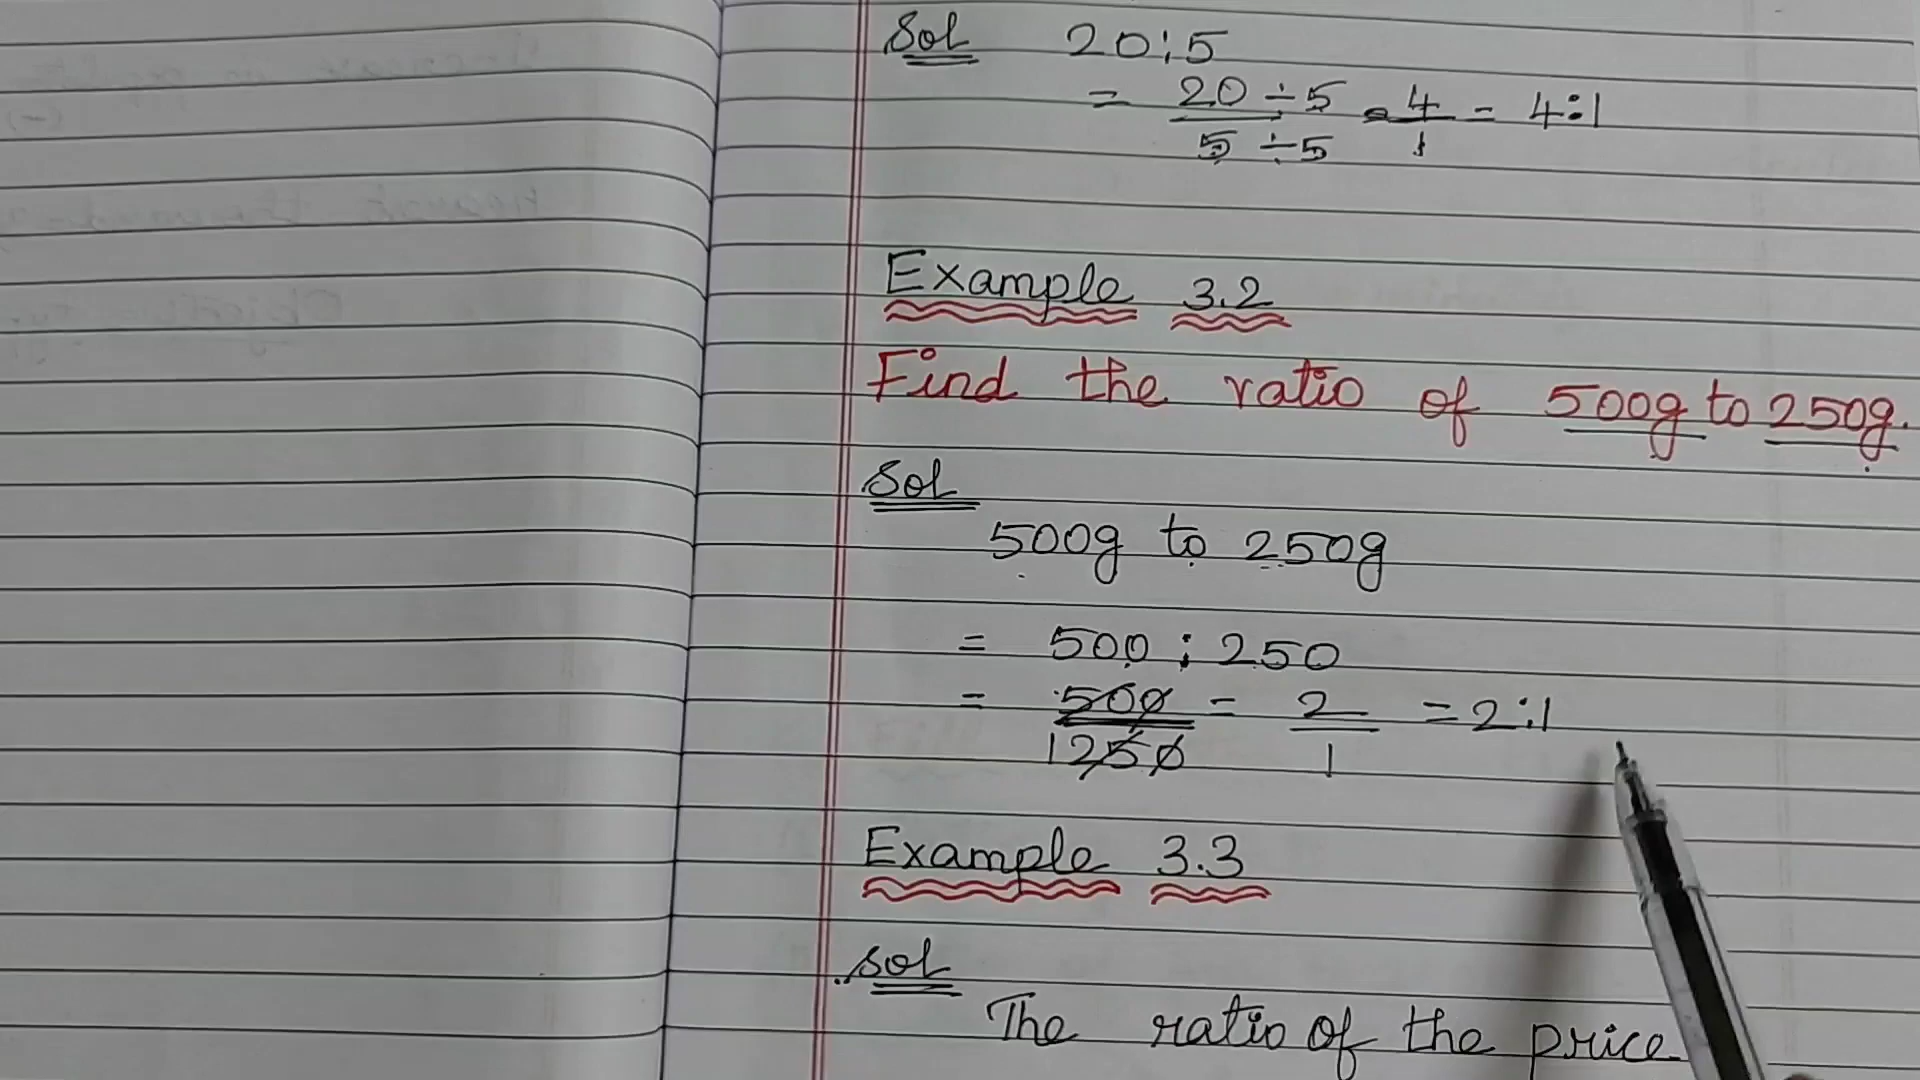 Sol 20:5
= 20 ÷ 5 = 4 = 4:1
5 ÷ 5 1
Example 3.2
Find the ratio of 500g to 250g.
Sol
500g to 250g
= 500 : 250
= 500 = 2 = 2:1
1250 1
Example 3.3
Sol
The ratio of the price